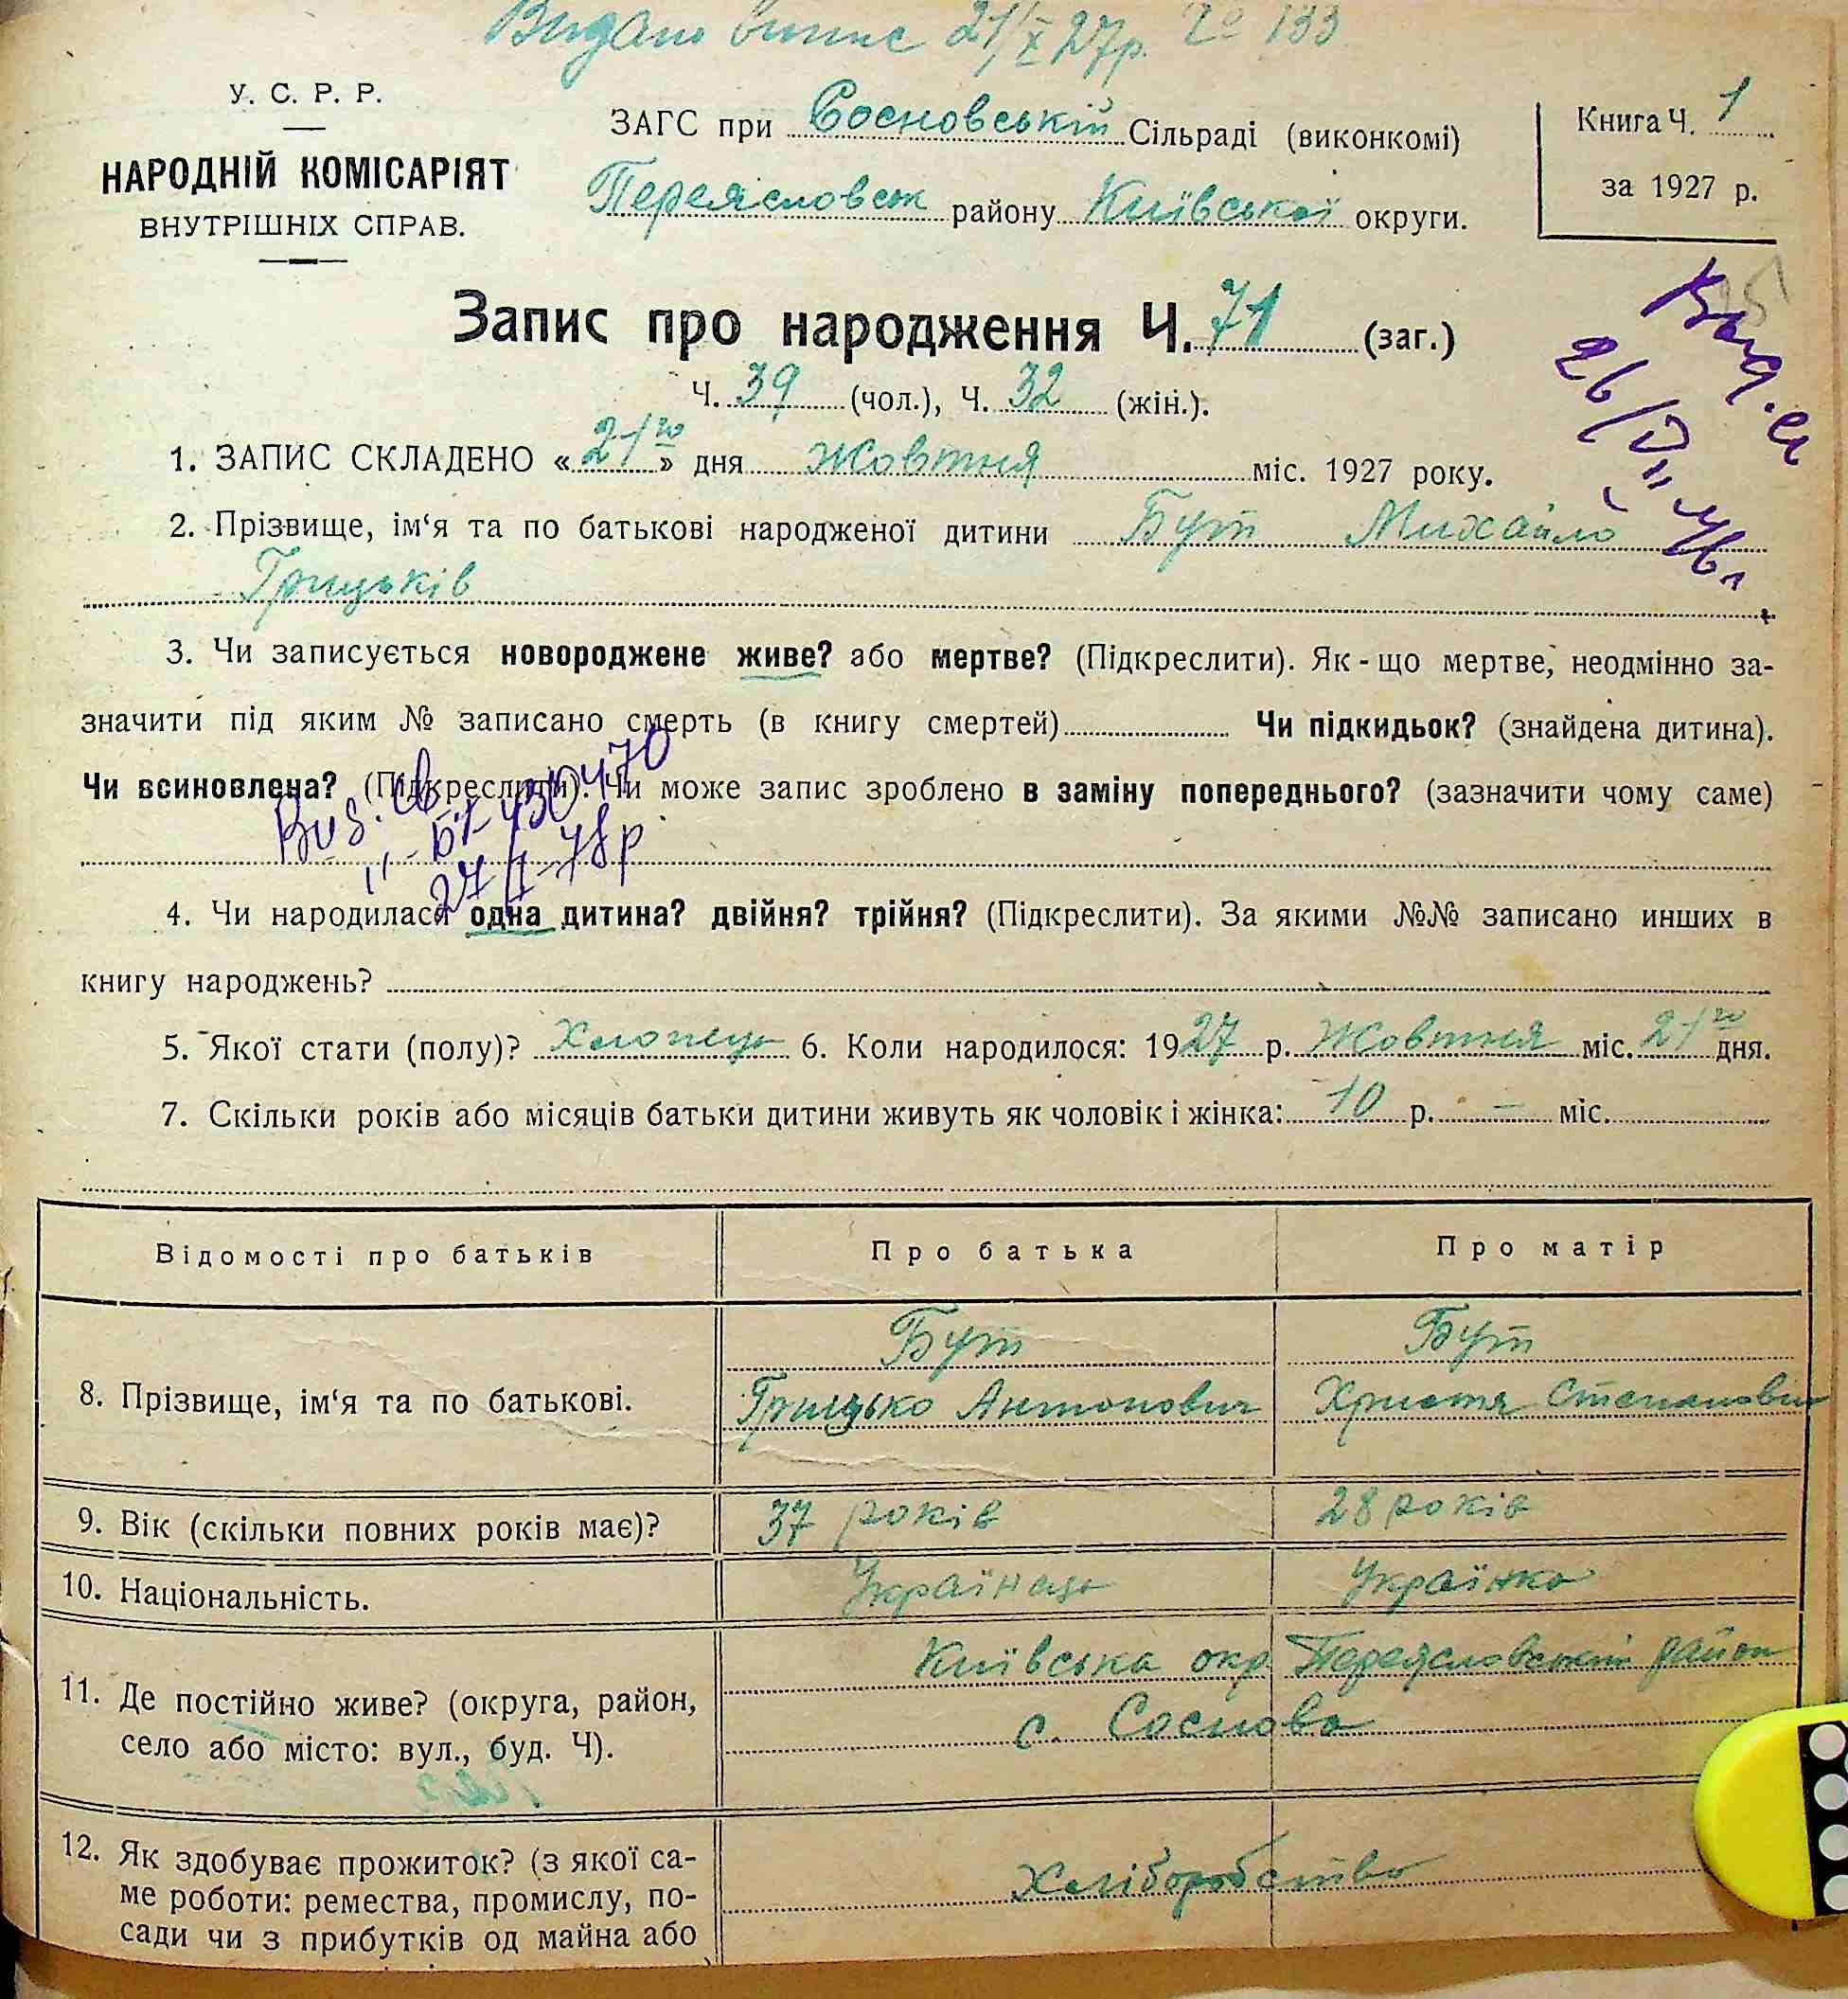 Видано випис 21/X 27р. № 133
У. С. Р. Р.
НАРОДНІЙ КОМІСАРІЯТ
ВНУТРІШНІХ СПРАВ.
ЗАГС при Сосновській Сільраді (виконкомі)
Переясловськ району Київської округи.
Книга Ч. 1
за 1927 р.
Запис про народження Ч. 71 (заг.)
Ч. 39 (чол.), Ч. 32 (жін.).
1. ЗАПИС СКЛАДЕНО «21го» дня Жовтня міс. 1927 року.
2. Прізвище, ім‘я та по батькові народженої дитини Бут Михайло
Грицьків
3. Чи записується новороджене живе? або мертве? (Підкреслити). Як-що мертве, неодмінно за-
значити під яким № записано смерть (в книгу смертей) Чи підкидьок? (знайдена дитина).
Чи всиновлена? (Підкреслити). Чи може запис зроблено в заміну попереднього? (зазначити чому саме)
4. Чи народилася одна дитина? двійня? трійня? (Підкреслити). За якими №№ записано инших в
книгу народжень?
5. Якої стати (полу)? Хлопець 6. Коли народилося: 1927 р. Жовтня міс. 21го дня.
7. Скільки років або місяців батьки дитини живуть як чоловік і жінка: 10 р. – міс.
Відомості про батьків Про батька Про матір
Бут Бут
8. Прізвище, ім‘я та по батькові. Грицько Антонович Христя Степанович
9. Вік (скільки повних років має)? 37 років 28 років
10. Національність. Українець Українка
Київська окр Переясловський район
11. Де постійно живе? (округа, район,
с. Соснова
село або місто: вул., буд. Ч).
12. Як здобуває прожиток? (з якої са-
Хліборобство
ме роботи: ремества, промислу, по-
сади чи з прибутків од майна або